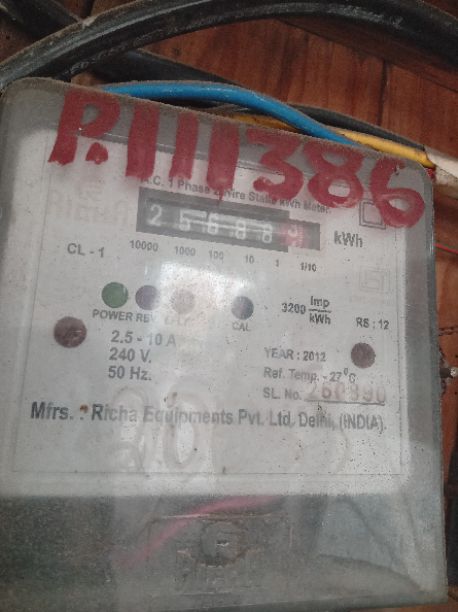 P.111386
A.C. 1 Phase 2 Wire Static kWh Meter
25688 kWh
10000 1000 100 10 1 1/10
CL - 1
3200 Imp/kWh
RS : 12
POWER REV CAL
2.5 - 10 A
240 V.
50 Hz.
YEAR : 2012
Ref. Temp. - 27°C
SL. No.
Mfrs. : Richa Equipments Pvt. Ltd. Delhi, (INDIA)